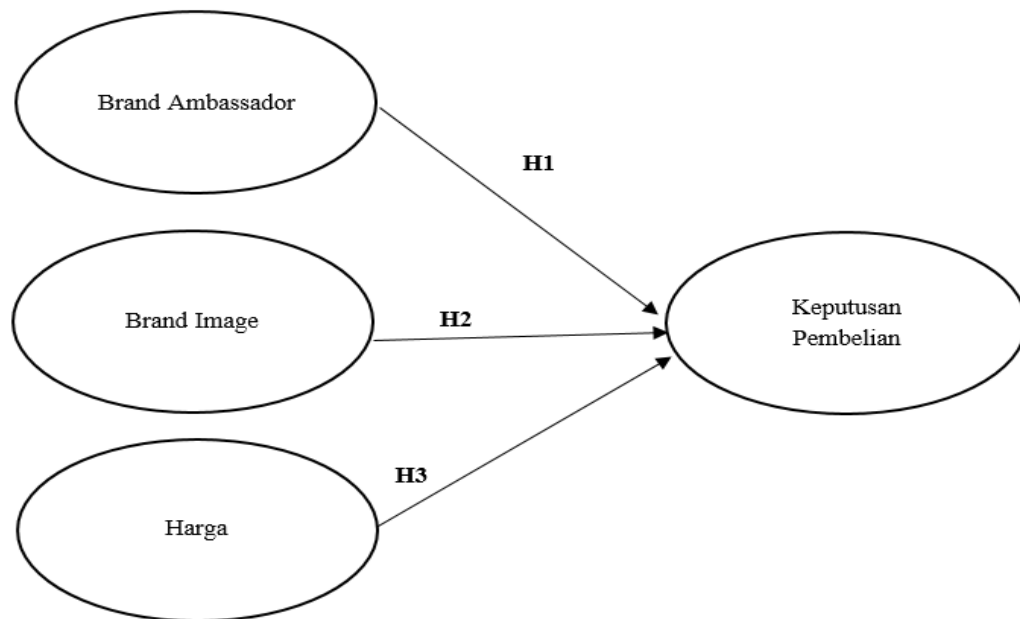 Brand Ambassador
H1
Brand Image
H2
Keputusan
Pembelian
H3
Harga